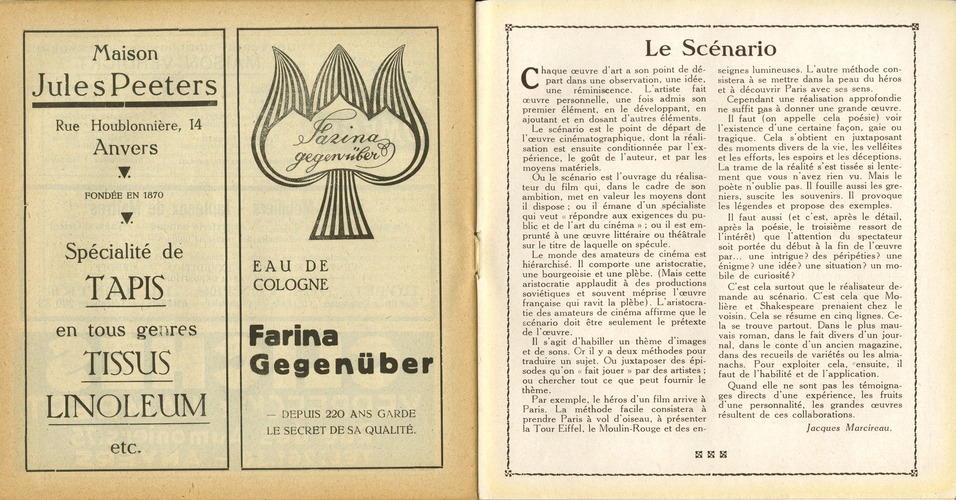 Maison
Jules Peeters
Rue Houblonnière, 14
Anvers
FONDÉE EN 1870
Spécialité de
TAPIS
en tous genres
TISSUS
LINOLEUM
etc.
Farina
gegenüber
EAU DE
COLOGNE
Farina
Gegenüber
— DEPUIS 220 ANS GARDE
LE SECRET DE SA QUALITÉ.
Le Scénario
Chaque œuvre d'art a son point de dé-
part dans une observation, une idée,
une réminiscence. L'artiste fait
œuvre personnelle, une fois admis son
premier élément, en le développant, en
ajoutant et en dosant d'autres éléments.
Le scénario est le point de départ de
l'œuvre cinématographique, dont la réali-
sation est ensuite conditionnée par l'ex-
périence, le goût de l'auteur, et par les
moyens matériels.
Ou le scénario est l'ouvrage du réalisa-
teur du film qui, dans le cadre de son
ambition, met en valeur les moyens dont
il dispose ; ou il émane d'un spécialiste
qui veut « répondre aux exigences du pu-
blic et de l'art du cinéma » ; ou il est em-
prunté à une œuvre littéraire ou théâtrale
sur le titre de laquelle on spécule.
Le monde des amateurs de cinéma est
hiérarchisé. Il comporte une aristocratie,
une bourgeoisie et une plèbe. (Mais cette
aristocratie applaudit à des productions
soviétiques et souvent méprise l'œuvre
française qui ravit la plèbe). L'aristocra-
tie des amateurs de cinéma affirme que le
scénario doit être seulement le prétexte
de l'œuvre.
Il s'agit d'habiller un thème d'images
et de sons. Or il y a deux méthodes pour
traduire un sujet. Ou juxtaposer des épi-
sodes qu'on « fait jouer » par des artistes ;
ou chercher tout ce que peut fournir le
thème.
Par exemple, le héros d'un film arrive à
Paris. La méthode facile consistera à
prendre Paris à vol d'oiseau, à présenter
la Tour Eiffel, le Moulin-Rouge et des en-
seignes lumineuses. L'autre méthode con-
sistera à se mettre dans la peau du héros
et à découvrir Paris avec ses sens.
Cependant une réalisation approfondie
ne suffit pas à donner une grande œuvre.
Il faut (on appelle cela poésie) voir
l'existence d'une certaine façon, gaie ou
tragique. Cela s'obtient en juxtaposant
des moments divers de la vie, les velléités
et les efforts, les espoirs et les déceptions.
La trame de la réalité s'est tissée si lente-
ment que vous n'avez rien vu. Mais le
poète n'oublie pas. Il fouille aussi les gre-
niers, suscite les souvenirs. Il provoque
les légendes et propose des exemples.
Il faut aussi (et c'est, après le détail,
après la poésie, le troisième ressort de
l'intérêt) que l'attention du spectateur
soit portée du début à la fin de l'œuvre
par... une intrigue? des péripéties? une
énigme? une idée? une situation? un mo-
bile de curiosité?
C'est cela surtout que le réalisateur de-
mande au scénario. C'est cela que Mo-
lière et Shakespeare prenaient chez le
voisin. Cela se résume en cinq lignes. Ce-
la se trouve partout. Dans le plus mau-
vais roman, dans le fait divers d'un jour-
nal, dans le conte d'un ancien magazine,
dans des recueils de variétés ou les alma-
nachs. Pour exploiter cela, ensuite, il
faut de l'habileté et de l'application.
Quand elle ne sont pas les témoigna-
ges directs d'une expérience, les fruits
d'une personnalité, les grandes œuvres
résultent de ces collaborations.
Jacques Marcireau.